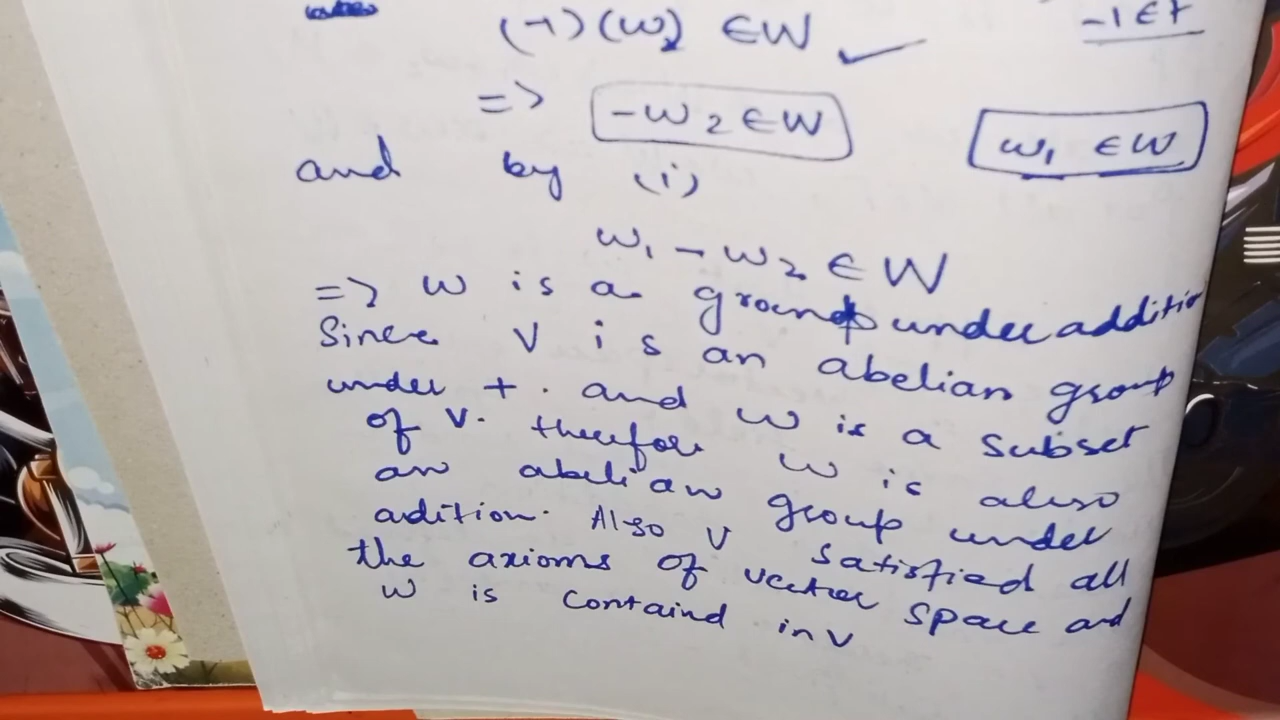 (-1)(w₂) ∈ W ✓ -1 ∈ F
=> -w₂ ∈ W w₁ ∈ W
and by (i)
w₁ - w₂ ∈ W
=> W is a group under addition
Since V is an abelian group
under +. and W is a subset
of V. therefore W is also
an abelian group under
adition. Also V satisfied all
the axioms of vector space and
W is containd in V